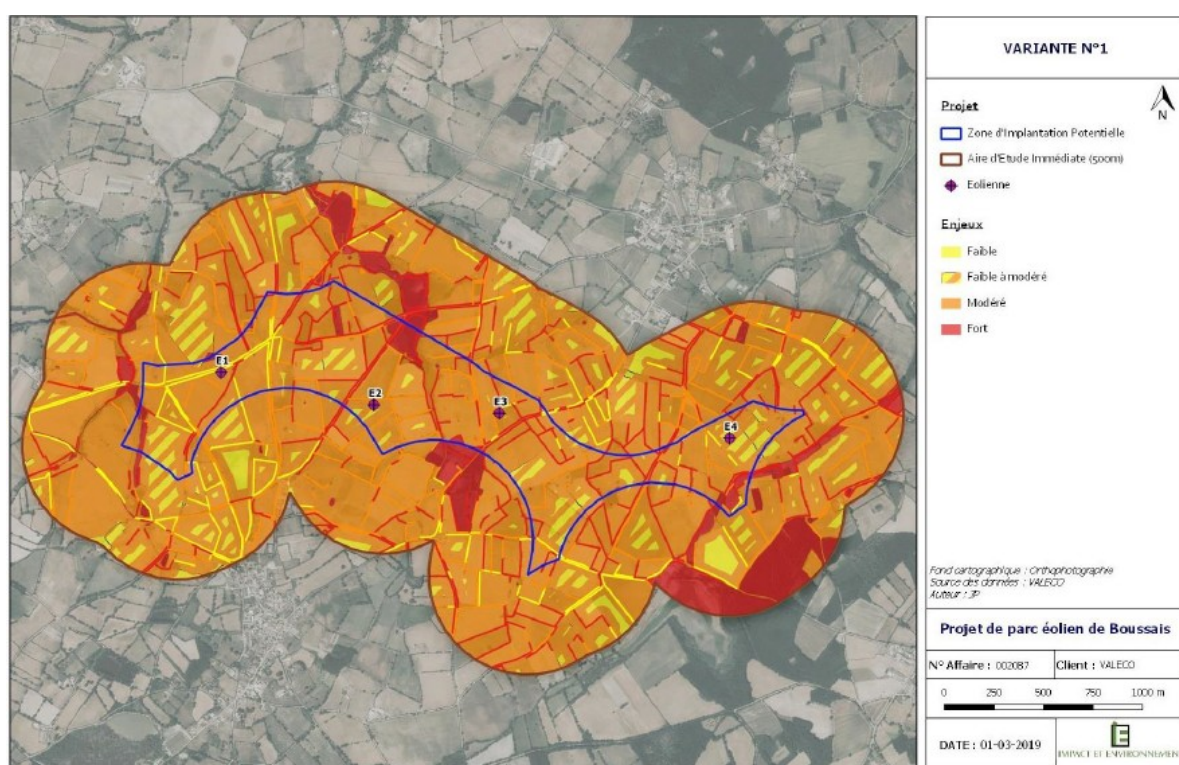 VARIANTE N°1
N
Projet
Zone d'Implantation Potentielle
Aire d'Etude Immédiate (500m)
Eolienne
Enjeux
Faible
Faible à modéré
Modéré
Fort
E1
E2
E3
E4
Fond cartographique : Orthophotographie
Source des données : VALECO
Auteur : JP
Projet de parc éolien de Boussais
N° Affaire : 002087
Client : VALECO
0 250 500 750 1000 m
DATE : 01-03-2019
IMPACT ET ENVIRONNEMENT